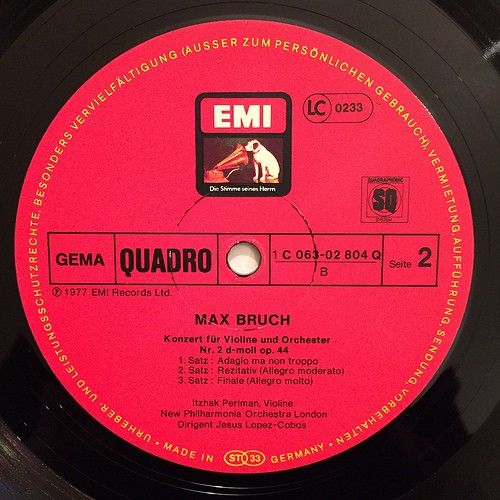 URHEBER- UND LEISTUNGSSCHUTZRECHTE, BESONDERS VERVIELFÄLTIGUNG (AUSSER ZUM PERSÖNLICHEN GEBRAUCH), VERMIETUNG, AUFFÜHRUNG, SENDUNG, VORBEHALTEN
EMI
Die Stimme seines Herrn
LC 0233
QUADRAPHONIC
SQ
SYSTEM
GEMA
QUADRO
1 C 063-02 804 Q
B
Seite 2
℗ 1977 EMI Records Ltd.
MAX BRUCH
Konzert für Violine und Orchester
Nr. 2 d-moll op. 44
1. Satz: Adagio ma non troppo
2. Satz: Rezitativ (Allegro moderato)
3. Satz: Finale (Allegro molto)
Itzhak Perlman, Violine
New Philharmonia Orchestra London
Dirigent Jesus Lopez-Cobos
• MADE IN ST 33 GERMANY •